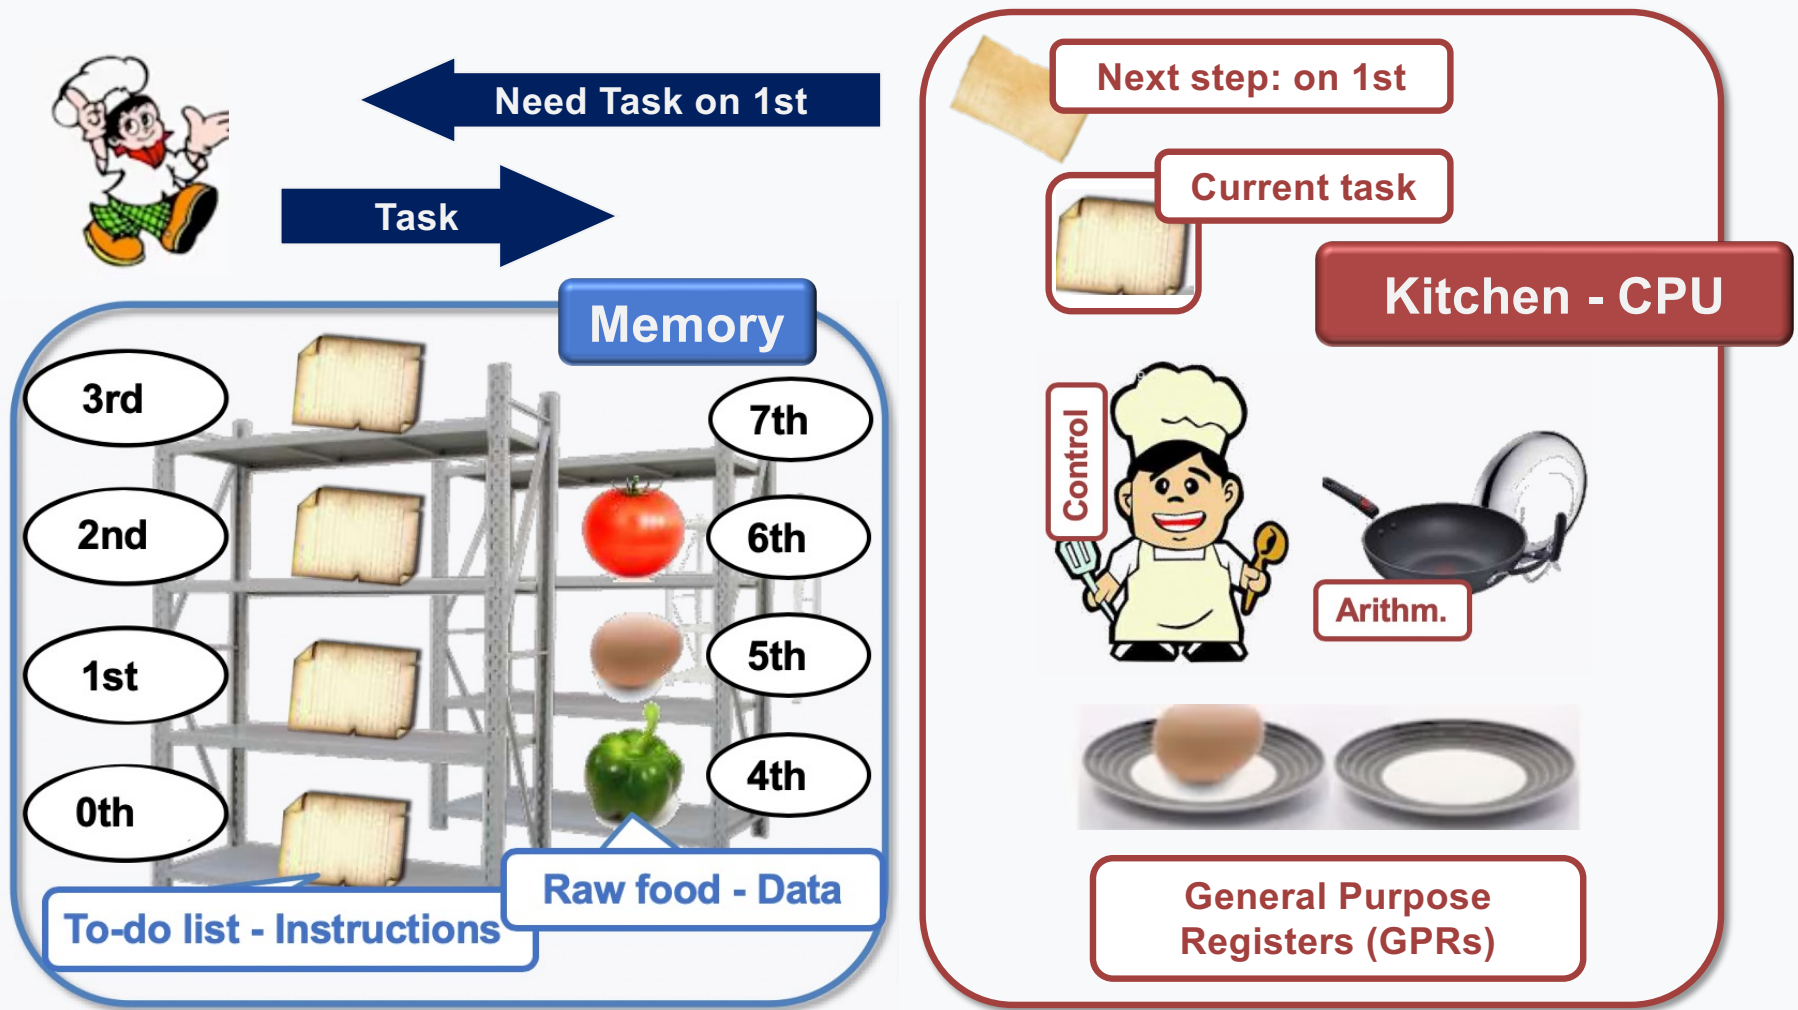 Need Task on 1st
Task
Memory
3rd
2nd
1st
0th
7th
6th
5th
4th
Raw food - Data
To-do list - Instructions
Next step: on 1st
Current task
Kitchen - CPU
Control
Arithm.
General Purpose
Registers (GPRs)